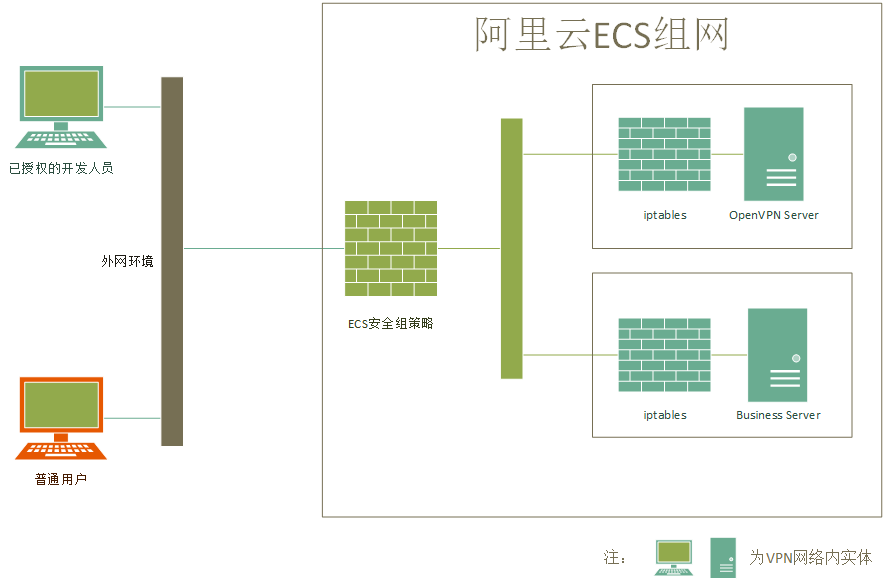 阿里云ECS组网
已授权的开发人员
iptables
OpenVPN Server
外网环境
ECS安全组策略
iptables
Business Server
普通用户
注：
为VPN网络内实体